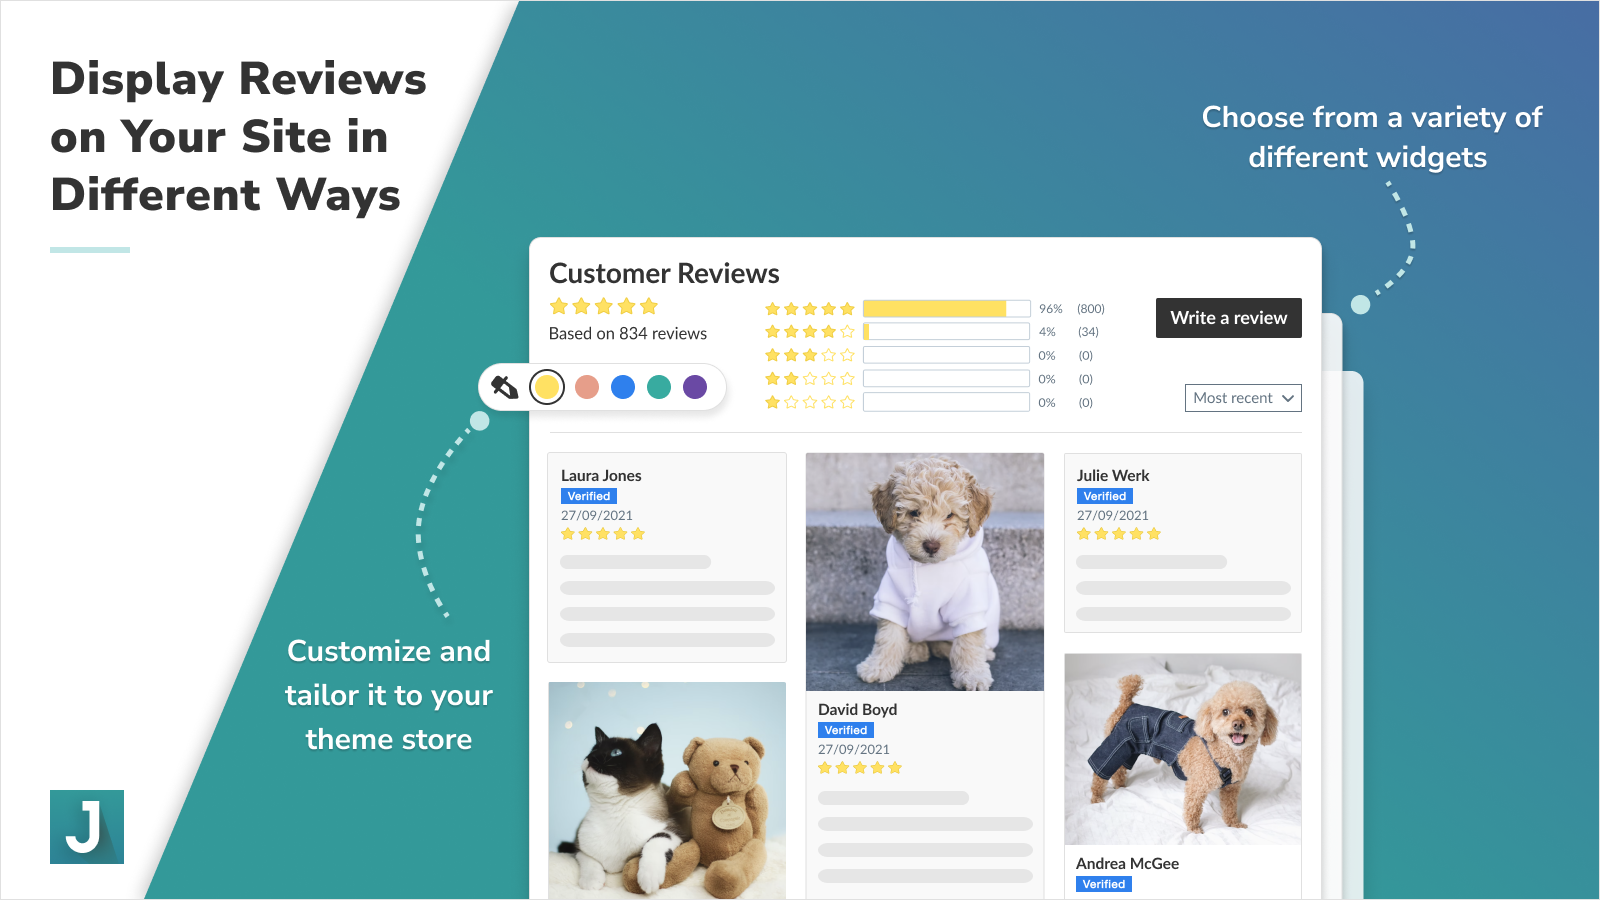 Display Reviews
on Your Site in
Different Ways
Choose from a variety of
different widgets
Customer Reviews
Based on 834 reviews
96% (800)
4% (34)
0% (0)
0% (0)
0% (0)
Write a review
Most recent
Laura Jones
Verified
27/09/2021
David Boyd
Verified
27/09/2021
Julie Werk
Verified
27/09/2021
Andrea McGee
Verified
Customize and
tailor it to your
theme store
J